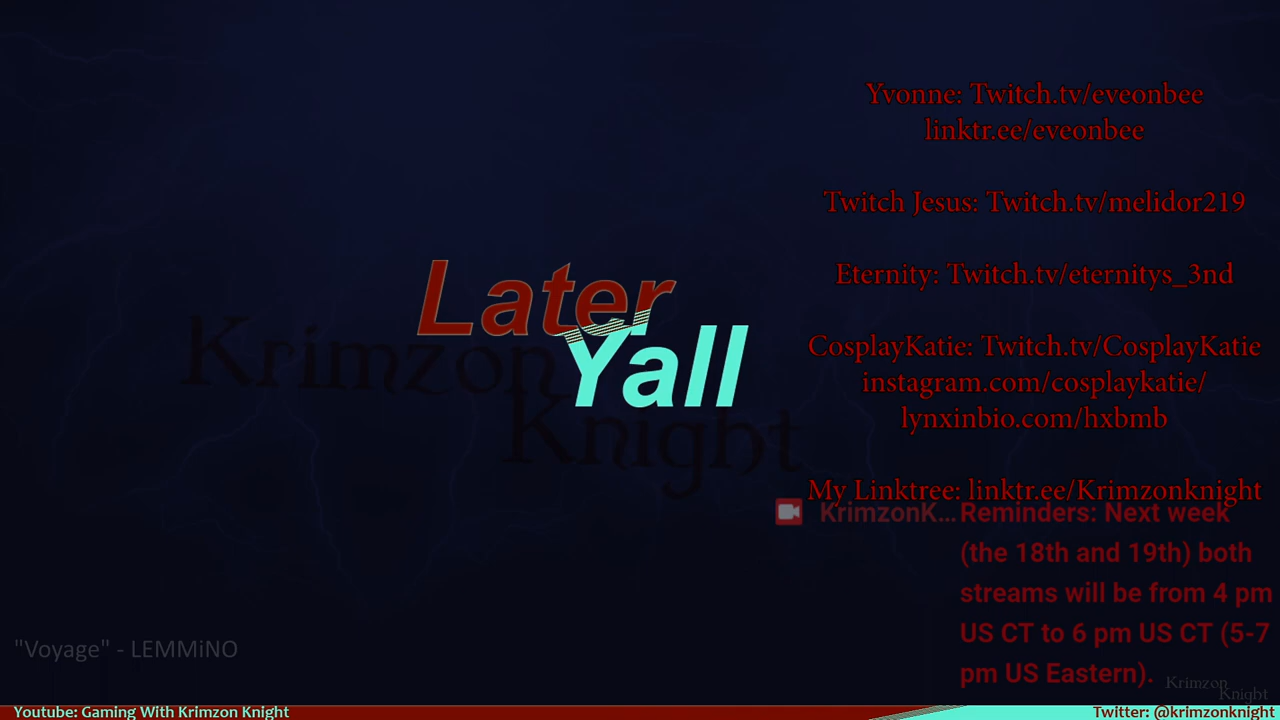 Yvonne: Twitch.tv/eveonbee
linktr.ee/eveonbee
Twitch Jesus: Twitch.tv/melidor219
Eternity: Twitch.tv/eternitys_3nd
CosplayKatie: Twitch.tv/CosplayKatie
instagram.com/cosplaykatie/
lynxinbio.com/hxbmb
My Linktree: linktr.ee/Krimzonknight
Later
Yall
Krimzon
Knight
KrimzonK... Reminders: Next week
(the 18th and 19th) both
streams will be from 4 pm
US CT to 6 pm US CT (5-7
pm US Eastern).
"Voyage" - LEMMiNO
Krimzon
Knight
Youtube: Gaming With Krimzon Knight
Twitter: @krimzonknight